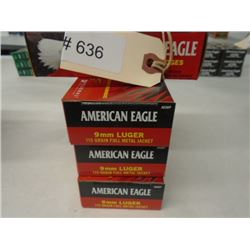 # 636
EAGLE
GES
AMERICAN EAGLE
9mm LUGER
115 GRAIN FULL METAL JACKET
AMERICAN EAGLE
9mm LUGER
115 GRAIN FULL METAL JACKET
AMERICAN EAGLE
9mm LUGER
115 GRAIN FULL METAL JACKET